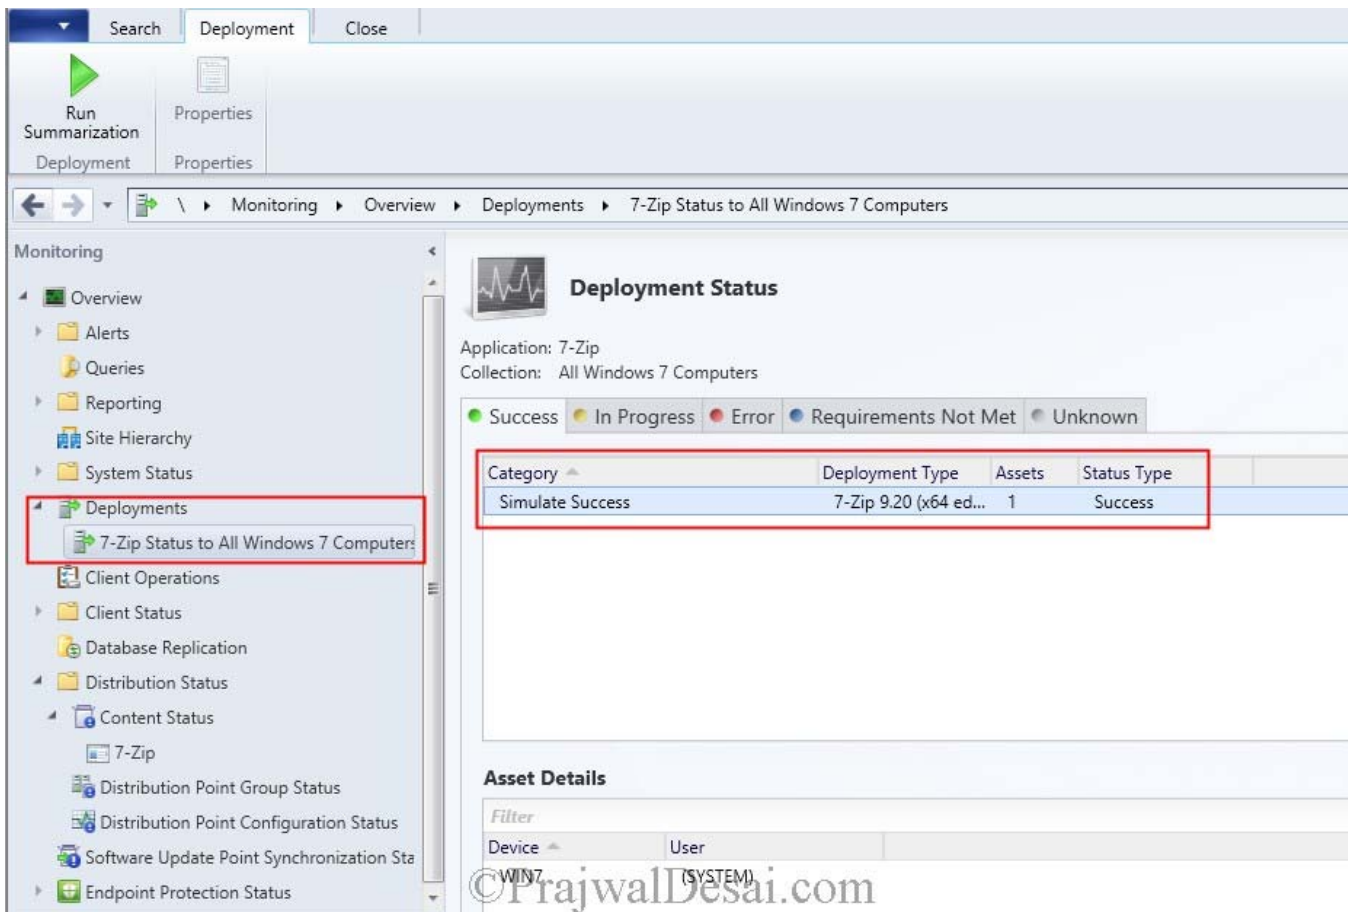 Search Deployment Close
Run Summarization
Properties
Deployment Properties
\ Monitoring Overview Deployments 7-Zip Status to All Windows 7 Computers
Monitoring
Overview
Alerts
Queries
Reporting
Site Hierarchy
System Status
Deployments
7-Zip Status to All Windows 7 Computers
Client Operations
Client Status
Database Replication
Distribution Status
Content Status
7-Zip
Distribution Point Group Status
Distribution Point Configuration Status
Software Update Point Synchronization Sta
Endpoint Protection Status
Deployment Status
Application: 7-Zip
Collection: All Windows 7 Computers
Success In Progress Error Requirements Not Met Unknown
Category Deployment Type Assets Status Type
Simulate Success 7-Zip 9.20 (x64 ed... 1 Success
Asset Details
Filter
Device User
WIN7 (SYSTEM)
©PrajwalDesai.com